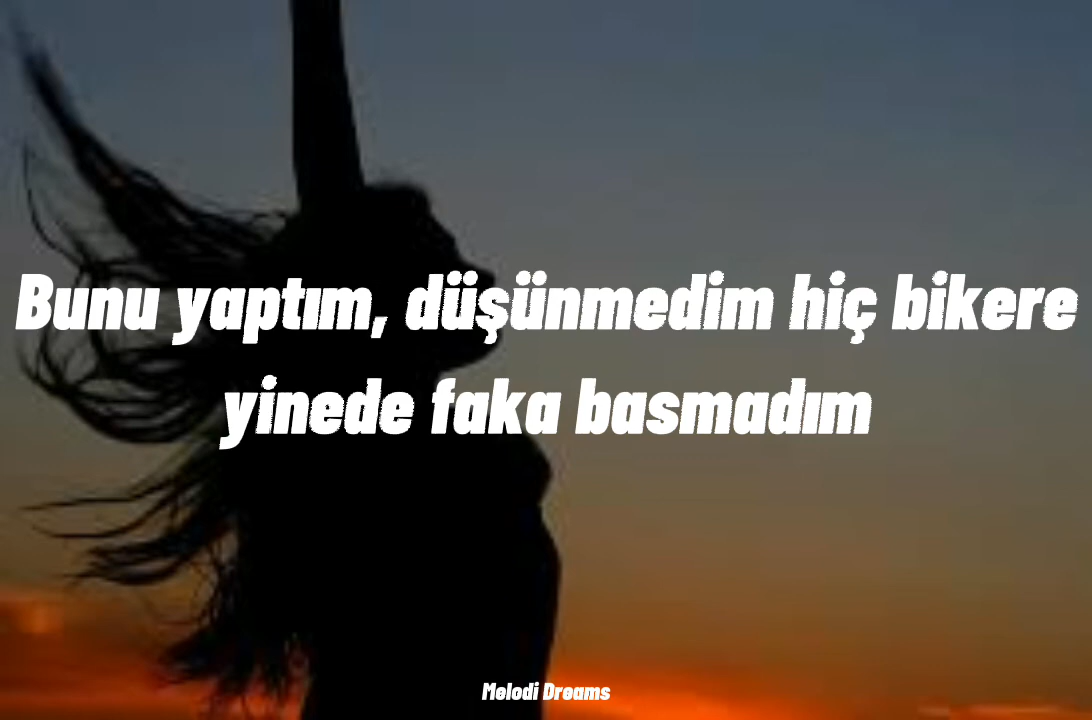 Bunu yaptım, düşünmedim hiç bikere
yinede faka basmadım
Melodi Dreams